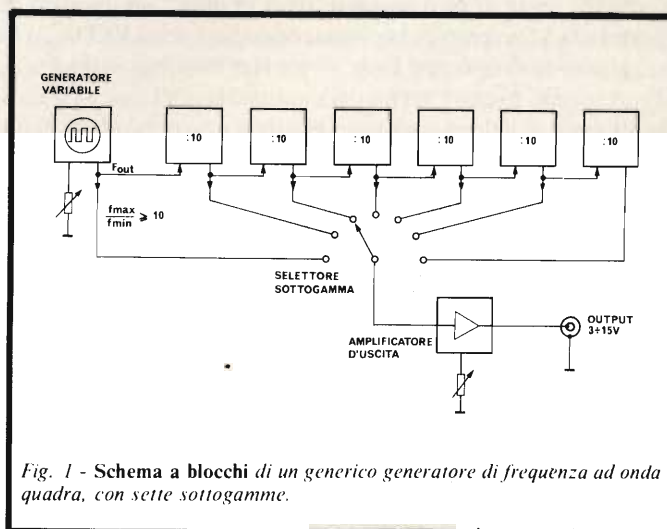 GENERATORE
VARIABILE
:10
:10
:10
:10
:10
:10
Fout
fmax
fmin
≥ 10
SELETTORE
SOTTOGAMMA
AMPLIFICATORE
D'USCITA
OUTPUT
3÷15V
Fig. 1 - Schema a blocchi di un generico generatore di frequenza ad onda
quadra, con sette sottogamme.